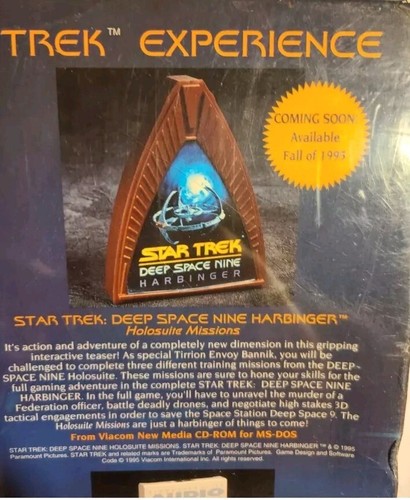 TREK™ EXPERIENCE
COMING SOON
Available
Fall of 1995
STAR TREK
DEEP SPACE NINE
HARBINGER
STAR TREK: DEEP SPACE NINE HARBINGER™
Holosuite Missions
It's action and adventure of a completely new dimension in this gripping
interactive teaser! As special Tirrion Envoy Bannik, you will be
challenged to complete three different training missions from the DEEP
SPACE NINE Holosuite. These missions are sure to hone your skills for the
full gaming adventure in the complete STAR TREK: DEEP SPACE NINE
HARBINGER. In the full game, you'll have to unravel the murder of a
Federation officer, battle deadly drones, and negotiate high stakes 3D
tactical engagements in order to save the Space Station Deep Space 9. The
Holosuite Missions are just a harbinger of things to come!
From Viacom New Media CD-ROM for MS-DOS
STAR TREK: DEEP SPACE NINE HOLOSUITE MISSIONS. STAR TREK: DEEP SPACE NINE HARBINGER ™ & © 1995
Paramount Pictures. STAR TREK and related marks are Trademarks of Paramount Pictures. Game Design and Software
Code © 1995 Viacom International Inc. All rights reserved.
AUDIO